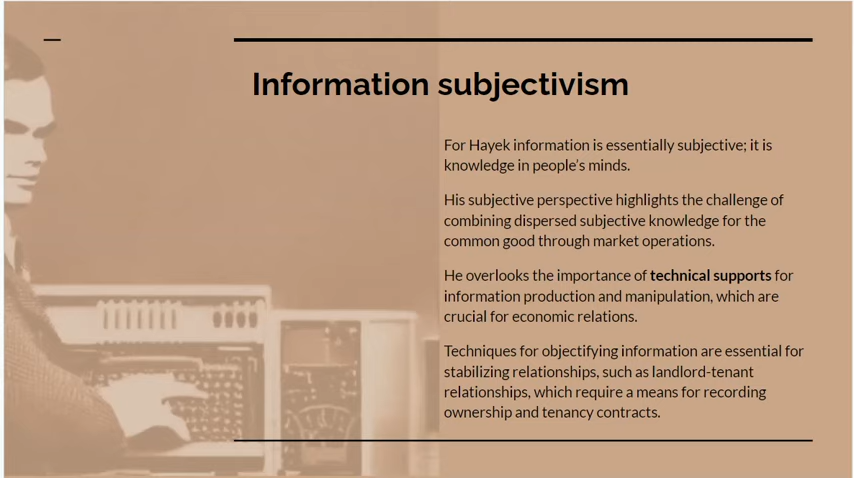 Information subjectivism
For Hayek information is essentially subjective; it is
knowledge in people's minds.
His subjective perspective highlights the challenge of
combining dispersed subjective knowledge for the
common good through market operations.
He overlooks the importance of technical supports for
information production and manipulation, which are
crucial for economic relations.
Techniques for objectifying information are essential for
stabilizing relationships, such as landlord-tenant
relationships, which require a means for recording
ownership and tenancy contracts.